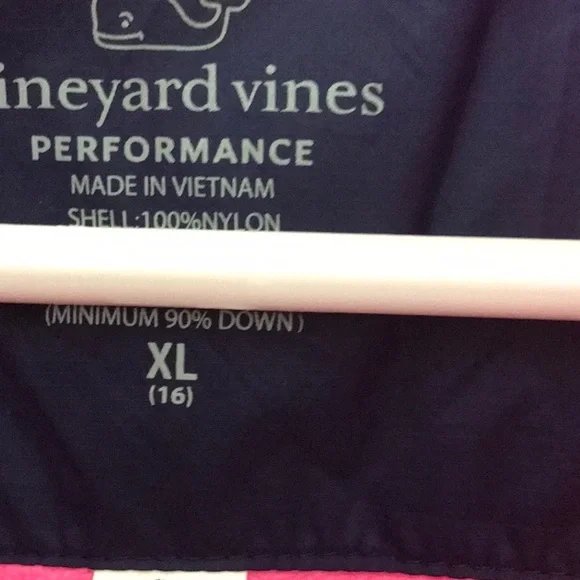 ineyard vines
PERFORMANCE
MADE IN VIETNAM
SHELL:100%NYLON
(MINIMUM 90% DOWN)
XL
(16)